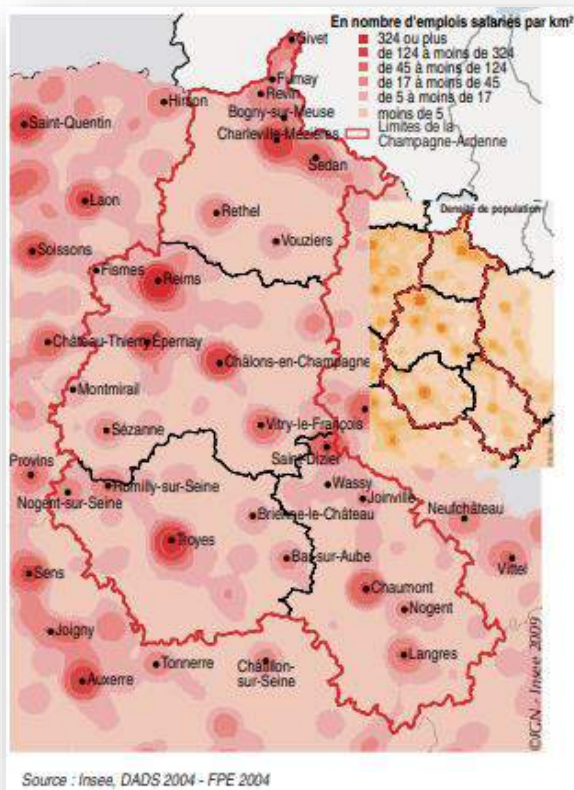 En nombre d'emplois salariés par km²
324 ou plus
de 124 à moins de 324
de 45 à moins de 124
de 17 à moins de 45
de 5 à moins de 17
moins de 5
Limites de la
Champagne-Ardenne
Givet
Fumay
Revin
Hirson
Bogny-sur-Meuse
Saint-Quentin
Charleville-Mézières
Sedan
Laon
Rethel
Densité de population
Vouziers
Soissons
Fismes
Reims
Château-Thierry
Épernay
Châlons-en-Champagne
Montmirail
Sézanne
Vitry-le-François
Saint-Dizier
Provins
Romilly-sur-Seine
Wassy
Nogent-sur-Seine
Joinville
Brienne-le-Château
Neufchâteau
Troyes
Bar-sur-Aube
Vittel
Sens
Chaumont
Nogent
Joigny
Tonnerre
Châtillon-
sur-Seine
Langres
Auxerre
©IGN - Insee 2009
Source : Insee, DADS 2004 - FPE 2004